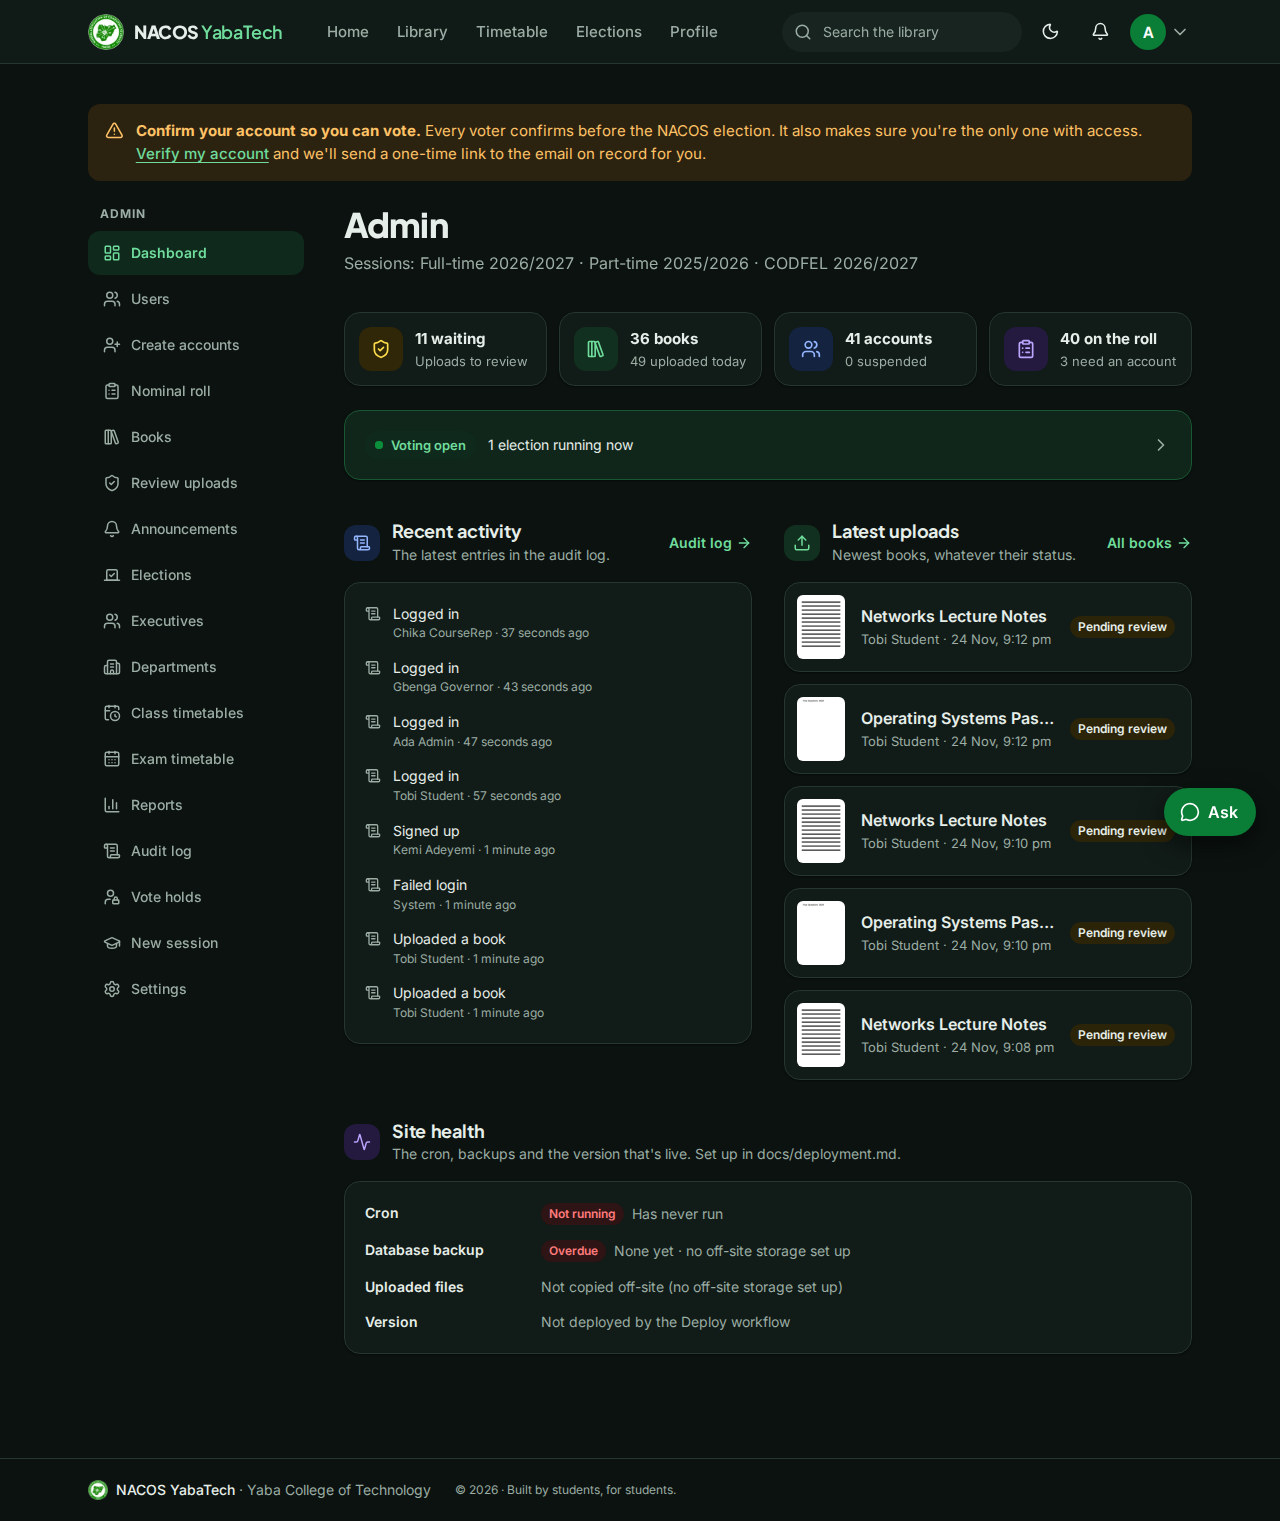 NACOS YabaTech
Home
Library
Timetable
Elections
Profile
Search the library
A
Confirm your account so you can vote. Every voter confirms before the NACOS election. It also makes sure you're the only one with access.
Verify my account and we'll send a one-time link to the email on record for you.
ADMIN
Dashboard
Users
Create accounts
Nominal roll
Books
Review uploads
Announcements
Elections
Executives
Departments
Class timetables
Exam timetable
Reports
Audit log
Vote holds
New session
Settings
Admin
Sessions: Full-time 2026/2027 · Part-time 2025/2026 · CODFEL 2026/2027
11 waiting
Uploads to review
36 books
49 uploaded today
41 accounts
0 suspended
40 on the roll
3 need an account
Voting open
1 election running now
Recent activity
The latest entries in the audit log.
Audit log →
Logged in
Chika CourseRep · 37 seconds ago
Logged in
Gbenga Governor · 43 seconds ago
Logged in
Ada Admin · 47 seconds ago
Logged in
Tobi Student · 57 seconds ago
Signed up
Kemi Adeyemi · 1 minute ago
Failed login
System · 1 minute ago
Uploaded a book
Tobi Student · 1 minute ago
Uploaded a book
Tobi Student · 1 minute ago
Latest uploads
Newest books, whatever their status.
All books →
Networks Lecture Notes
Tobi Student · 24 Nov, 9:12 pm
Pending review
Operating Systems Pas...
Tobi Student · 24 Nov, 9:12 pm
Pending review
Networks Lecture Notes
Tobi Student · 24 Nov, 9:10 pm
Pending review
Operating Systems Pas...
Tobi Student · 24 Nov, 9:10 pm
Pending review
Networks Lecture Notes
Tobi Student · 24 Nov, 9:08 pm
Pending review
Ask
Site health
The cron, backups and the version that's live. Set up in docs/deployment.md.
Cron
Not running Has never run
Database backup
Overdue None yet · no off-site storage set up
Uploaded files
Not copied off-site (no off-site storage set up)
Version
Not deployed by the Deploy workflow
NACOS YabaTech · Yaba College of Technology
© 2026 · Built by students, for students.